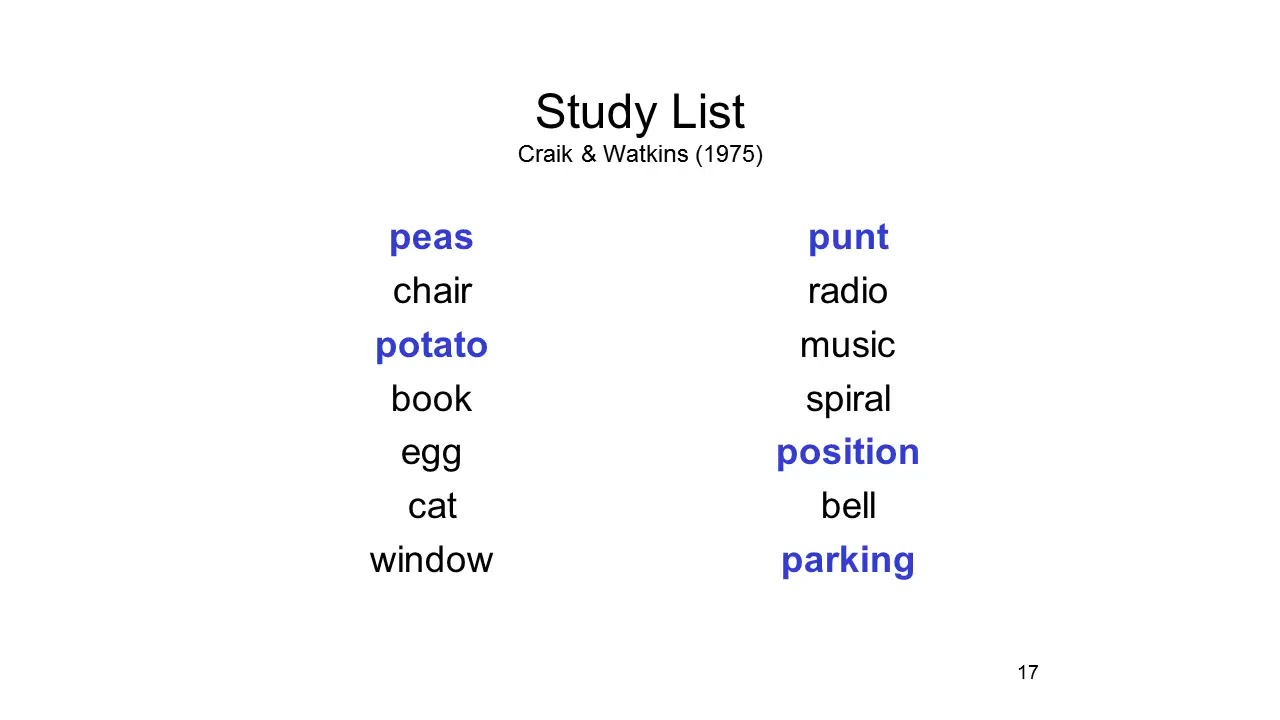 Study List
Craik & Watkins (1975)
peas
chair
potato
book
egg
cat
window
punt
radio
music
spiral
position
bell
parking
17